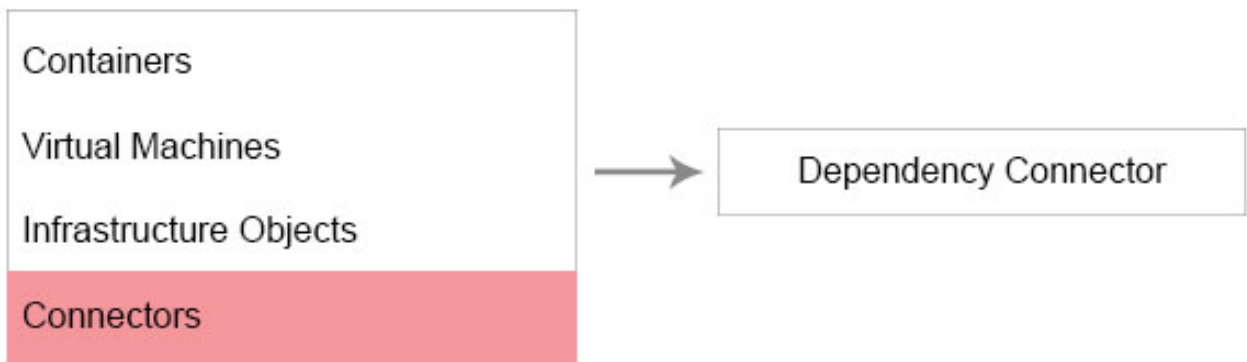 Containers
Virtual Machines
Infrastructure Objects
Connectors
Dependency Connector